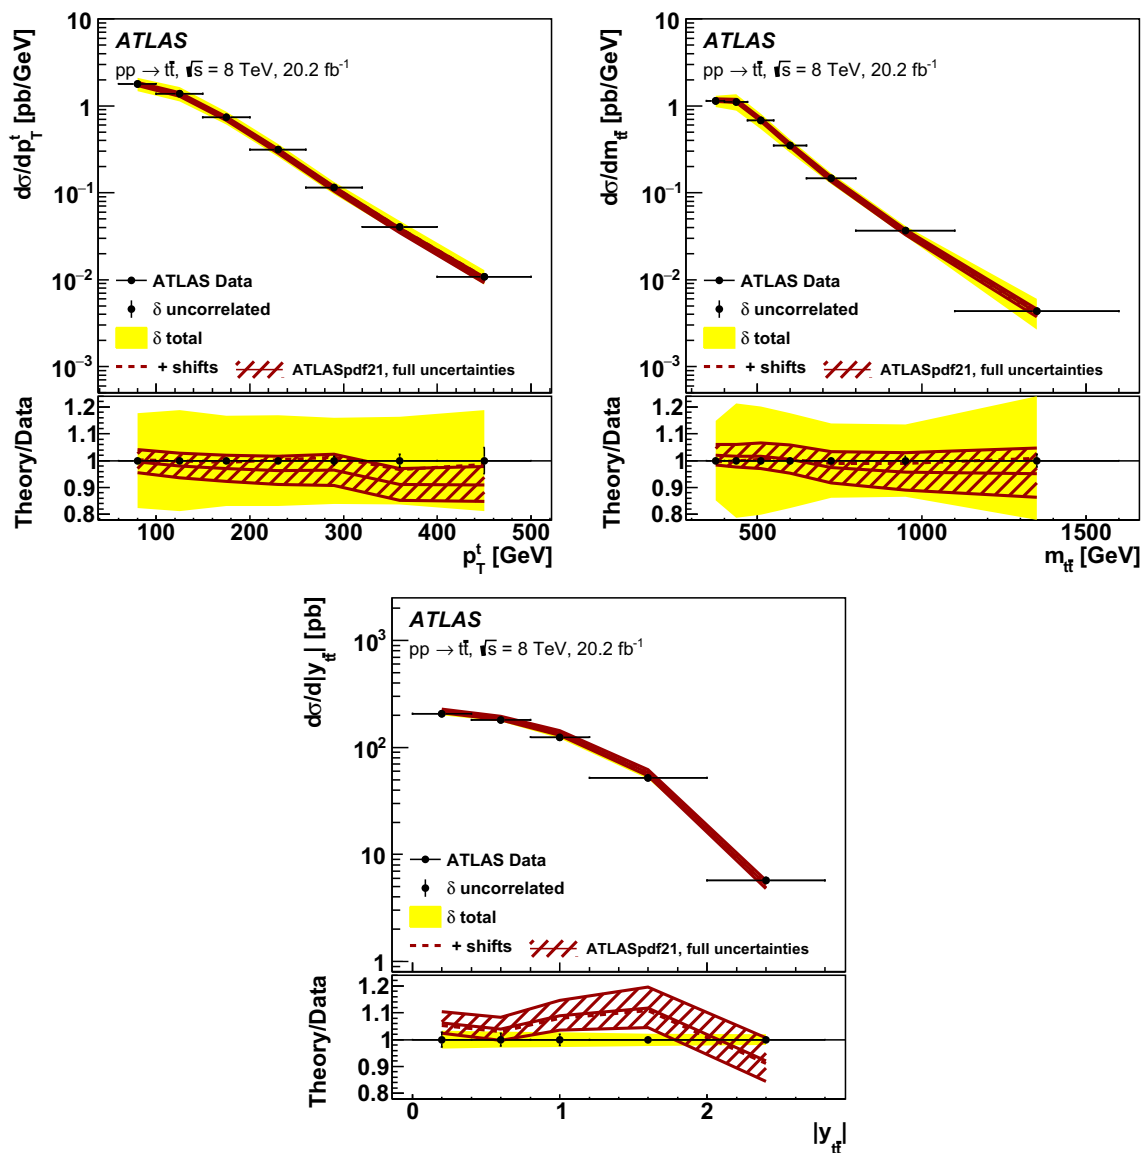 dσ/dp_T^t [pb/GeV]
10
1
10⁻¹
10⁻²
10⁻³
ATLAS
pp → tt̄, √s = 8 TeV, 20.2 fb⁻¹
ATLAS Data
δ uncorrelated
δ total
+ shifts
ATLASpdf21, full uncertainties
Theory/Data
1.2
1.1
1
0.9
0.8
100 200 300 400 500
p_T^t [GeV]
dσ/dm_tt̄ [pb/GeV]
10
1
10⁻¹
10⁻²
10⁻³
ATLAS
pp → tt̄, √s = 8 TeV, 20.2 fb⁻¹
ATLAS Data
δ uncorrelated
δ total
+ shifts
ATLASpdf21, full uncertainties
Theory/Data
1.2
1.1
1
0.9
0.8
500 1000 1500
m_tt̄ [GeV]
dσ/d|y_tt̄| [pb]
10³
10²
10
1
ATLAS
pp → tt̄, √s = 8 TeV, 20.2 fb⁻¹
ATLAS Data
δ uncorrelated
δ total
+ shifts
ATLASpdf21, full uncertainties
Theory/Data
1.2
1.1
1
0.9
0.8
0 1 2
|y_tt̄|